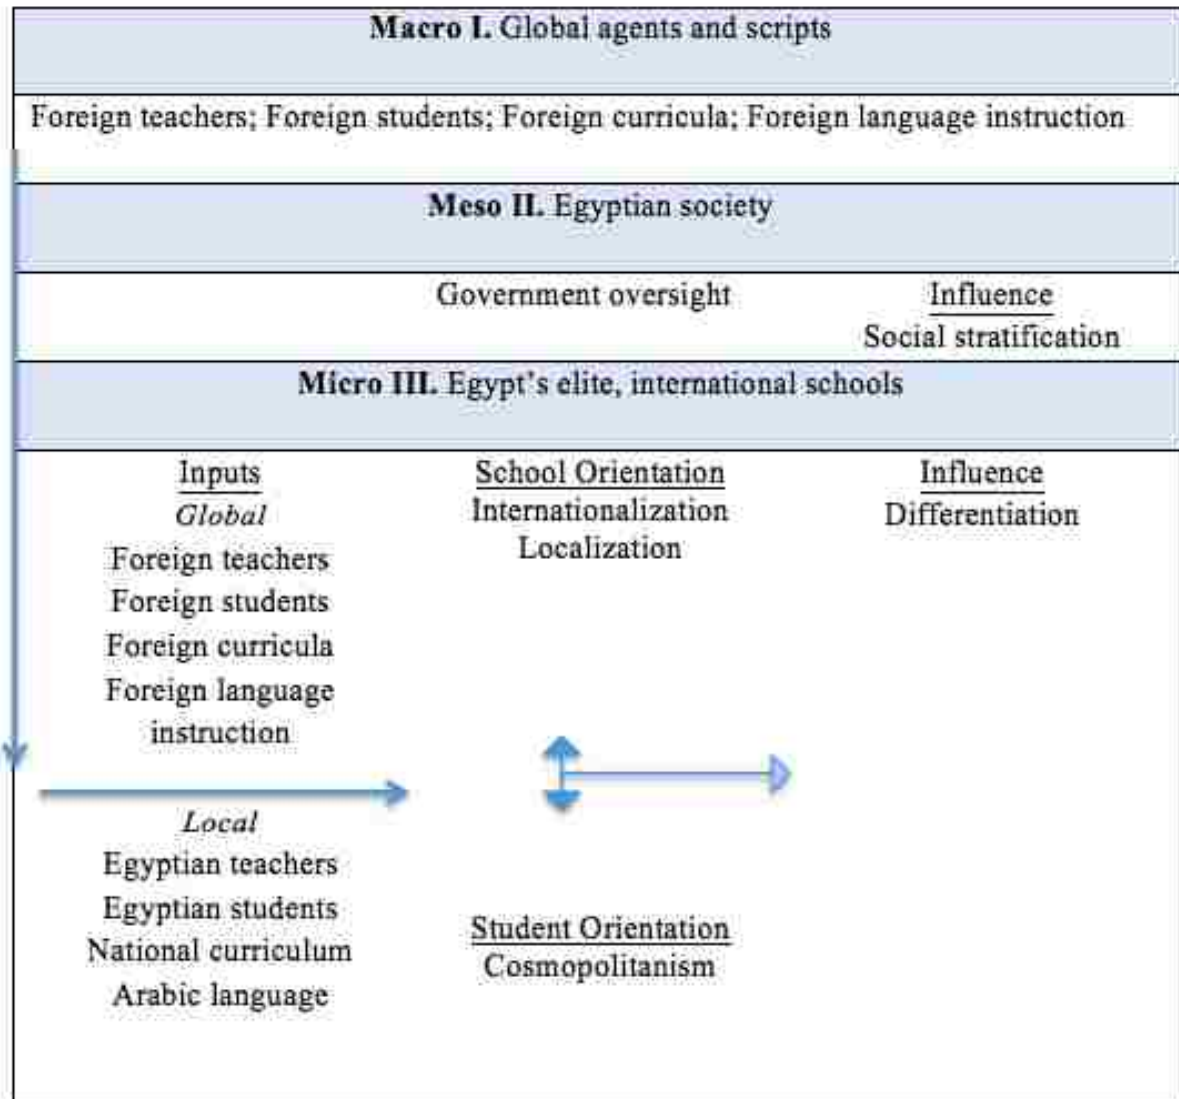 Macro I. Global agents and scripts
Foreign teachers; Foreign students; Foreign curricula; Foreign language instruction
Meso II. Egyptian society
Government oversight
Influence
Social stratification
Micro III. Egypt's elite, international schools
Inputs
Global
Foreign teachers
Foreign students
Foreign curricula
Foreign language
instruction
Local
Egyptian teachers
Egyptian students
National curriculum
Arabic language
School Orientation
Internationalization
Localization
Student Orientation
Cosmopolitanism
Influence
Differentiation